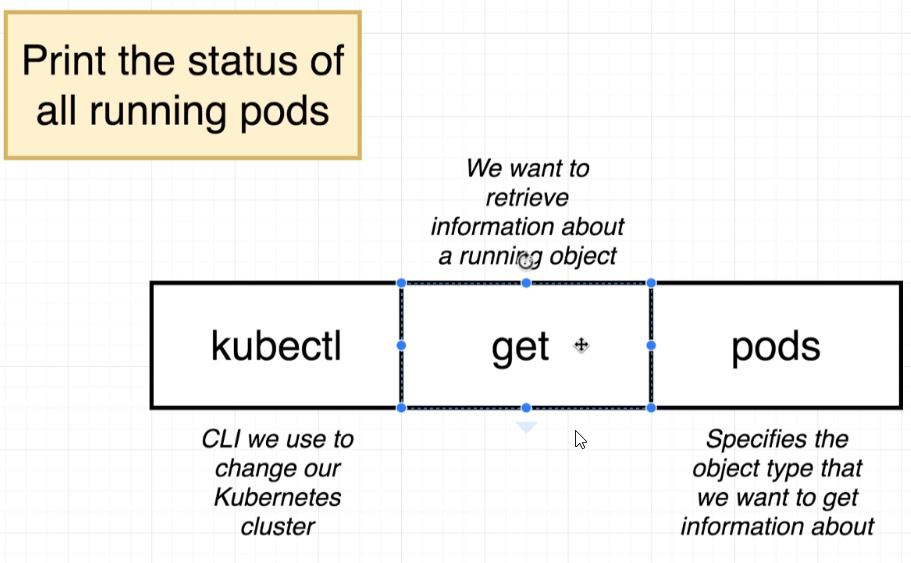 Print the status of
all running pods
We want to
retrieve
information about
a running object
kubectl
get
pods
CLI we use to
change our
Kubernetes
cluster
Specifies the
object type that
we want to get
information about